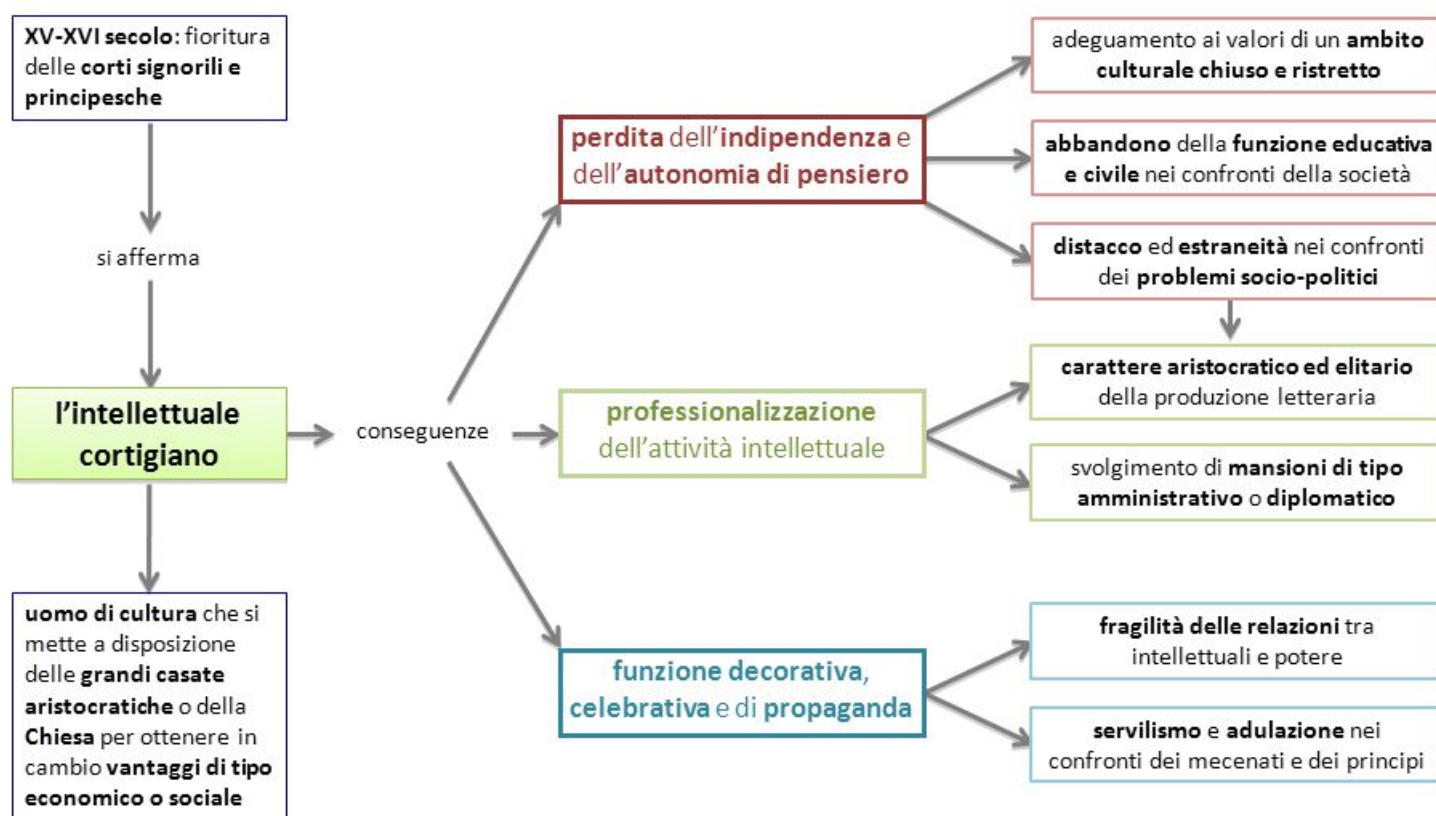 XV-XVI secolo: fioritura
delle corti signorili e
principesche
si afferma
l'intellettuale
cortigiano
uomo di cultura che si
mette a disposizione
delle grandi casate
aristocratiche o della
Chiesa per ottenere in
cambio vantaggi di tipo
economico o sociale
conseguenze
perdita dell'indipendenza e
dell'autonomia di pensiero
adeguamento ai valori di un ambito
culturale chiuso e ristretto
abbandono della funzione educativa
e civile nei confronti della società
distacco ed estraneità nei confronti
dei problemi socio-politici
professionalizzazione
dell'attività intellettuale
carattere aristocratico ed elitario
della produzione letteraria
svolgimento di mansioni di tipo
amministrativo o diplomatico
funzione decorativa,
celebrativa e di propaganda
fragilità delle relazioni tra
intellettuali e potere
servilismo e adulazione nei
confronti dei mecenati e dei principi